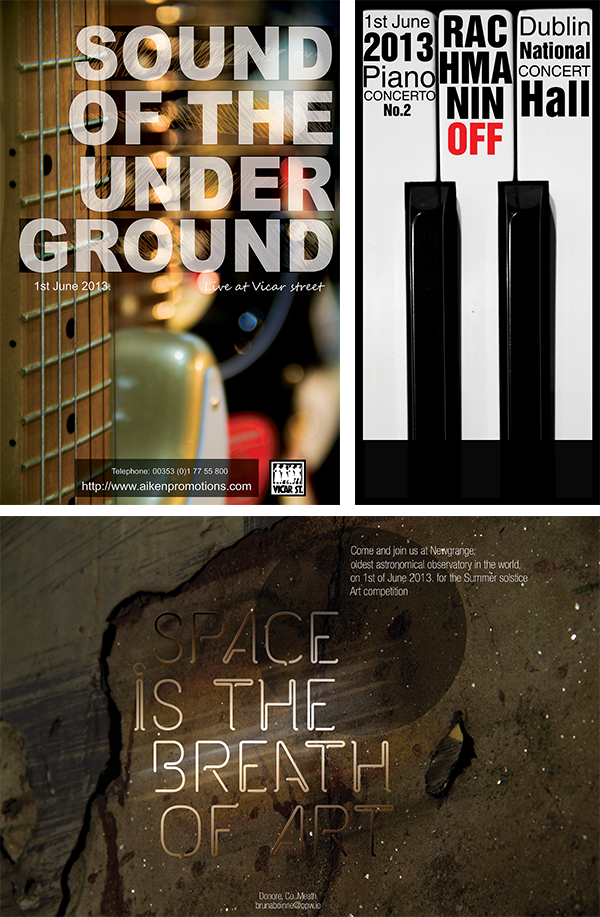 SOUND
OF THE
UNDER
GROUND
1st June 2013.
Live at Vicar street
Telephone: 00353 (0)1 77 55 800
http://www.aikenpromotions.com
VICAR ST.
1st June
2013
Piano
CONCERTO
No.2
RAC
HMA
NIN
OFF
Dublin
National
CONCERT
Hall
Come and join us at Newgrange,
oldest astronomical observatory in the world,
on 1st of June 2013. for the Summer solstice
Art competition
SPACE
iS THE
BREATH
OF ART
Donore, Co. Meath
brunaboinne@opw.ie